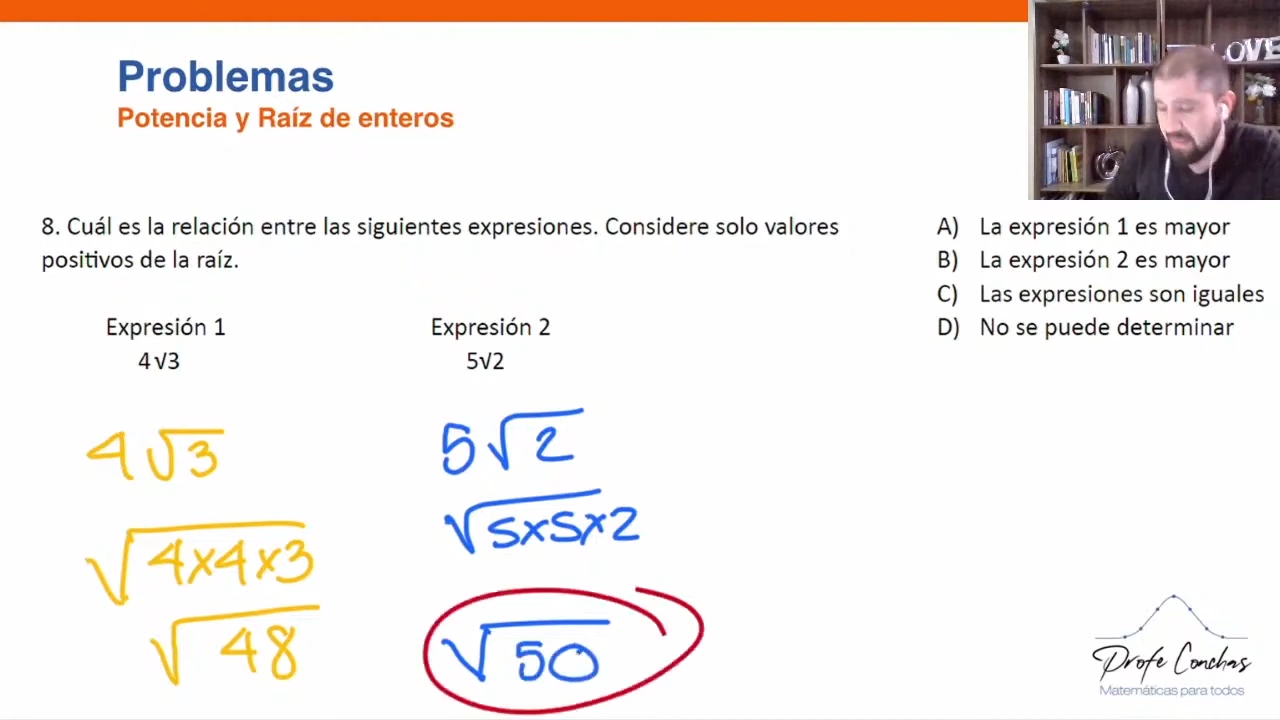 LOVE
Problemas
Potencia y Raíz de enteros
8. Cuál es la relación entre las siguientes expresiones. Considere solo valores
positivos de la raíz.
Expresión 1
4√3
Expresión 2
5√2
A) La expresión 1 es mayor
B) La expresión 2 es mayor
C) Las expresiones son iguales
D) No se puede determinar
4√3
√4x4x3
√48
5√2
√5x5x2
√50
Profe Conchas
Matemáticas para todos